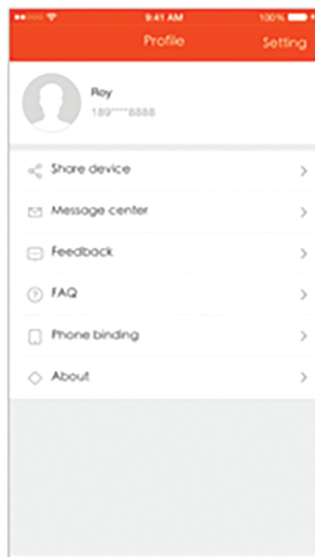 9:41 AM 100%
Profile Setting
Roy
189****8888
Share device
Message center
Feedback
FAQ
Phone binding
About